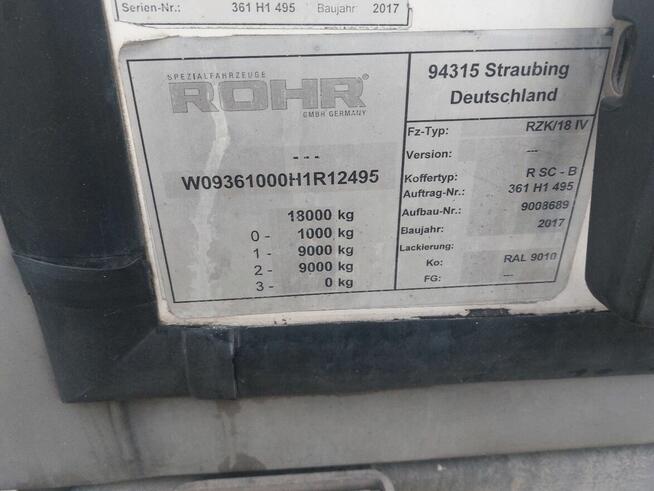 Serien-Nr.: 361 H1 495 Baujahr: 2017
SPEZIALFAHRZEUGE
ROHR®
GMBH GERMANY
- - -
W09361000H1R12495
18000 kg
0 - 1000 kg
1 - 9000 kg
2 - 9000 kg
3 - 0 kg
94315 Straubing
Deutschland
Fz-Typ: RZK/18 IV
Version: ---
Koffertyp: R SC - B
Auftrag-Nr.: 361 H1 495
Aufbau-Nr.: 9008689
Baujahr: 2017
Lackierung:
Ko: RAL 9010
FG: ---